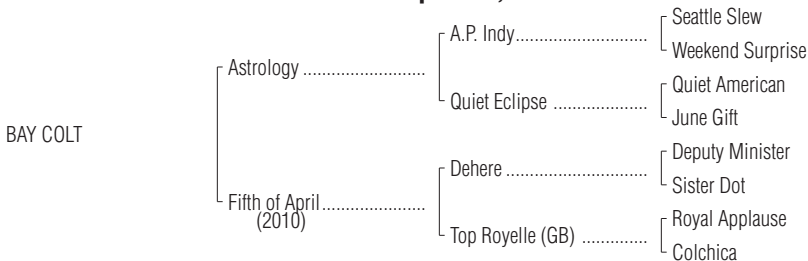 Seattle Slew
A.P. Indy..............................
Weekend Surprise
Astrology ...........................
Quiet American
Quiet Eclipse .....................
June Gift
BAY COLT
Deputy Minister
Dehere ................................
Sister Dot
Fifth of April.......................
(2010)
Royal Applause
Top Royelle (GB) ..............
Colchica